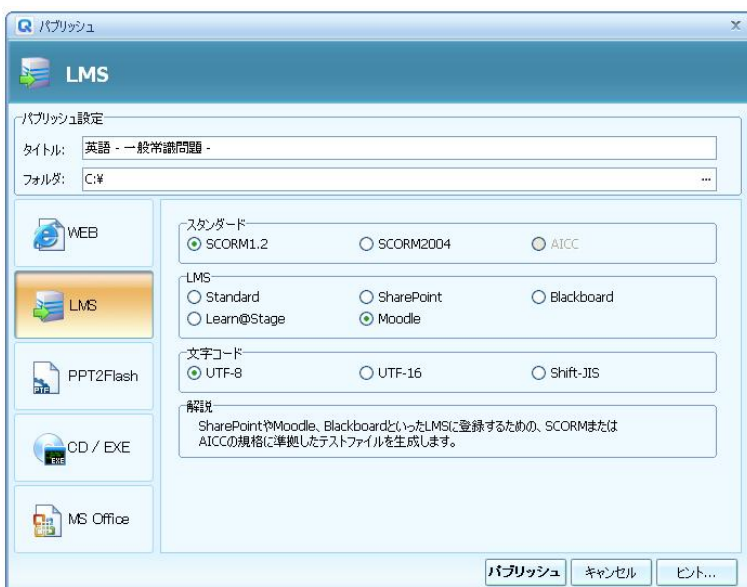 パブリッシュ
LMS
パブリッシュ設定
タイトル: 英語 - 一般常識問題 -
フォルダ: C:¥ ...
WEB
LMS
PPT2Flash
CD / EXE
MS Office
スタンダード
SCORM1.2 SCORM2004 AICC
LMS
Standard SharePoint Blackboard
Learn@Stage Moodle
文字コード
UTF-8 UTF-16 Shift-JIS
解説
SharePointやMoodle、BlackboardといったLMSに登録するための、SCORMまたは
AICCの規格に準拠したテストファイルを生成します。
パブリッシュ キャンセル ヒント...